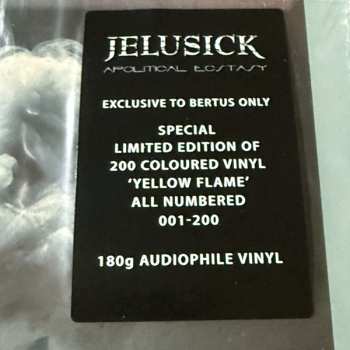 JELUSICK
APOLITICAL ECSTASY
EXCLUSIVE TO BERTUS ONLY
SPECIAL
LIMITED EDITION OF
200 COLOURED VINYL
'YELLOW FLAME'
ALL NUMBERED
001-200
180g AUDIOPHILE VINYL